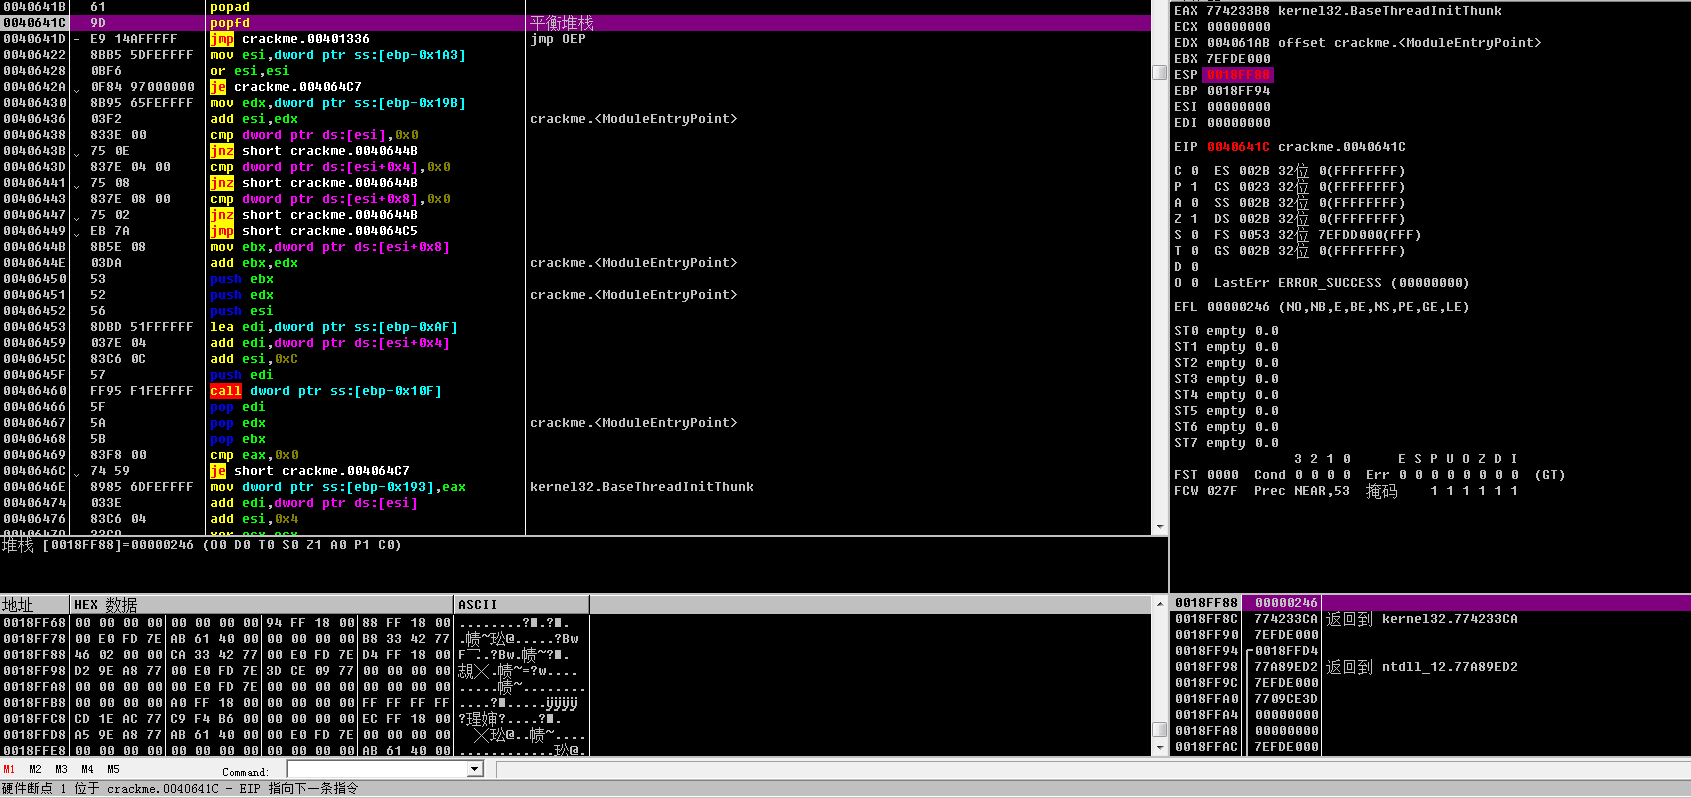 0040641B 61 popad
0040641C 9D popfd 平衡堆栈
0040641D - E9 14AFFFFF jmp crackme.00401336 jmp OEP
00406422 8BB5 5DFEFFFF mov esi,dword ptr ss:[ebp-0x1A3]
00406428 0BF6 or esi,esi
0040642A 0F84 97000000 je crackme.004064C7
00406430 8B95 65FEFFFF mov edx,dword ptr ss:[ebp-0x19B]
00406436 03F2 add esi,edx crackme.<ModuleEntryPoint>
00406438 833E 00 cmp dword ptr ds:[esi],0x0
0040643B 75 0E jnz short crackme.0040644B
0040643D 837E 04 00 cmp dword ptr ds:[esi+0x4],0x0
00406441 75 08 jnz short crackme.0040644B
00406443 837E 08 00 cmp dword ptr ds:[esi+0x8],0x0
00406447 75 02 jnz short crackme.0040644B
00406449 EB 7A jmp short crackme.004064C5
0040644B 8B5E 08 mov ebx,dword ptr ds:[esi+0x8]
0040644E 03DA add ebx,edx crackme.<ModuleEntryPoint>
00406450 53 push ebx
00406451 52 push edx crackme.<ModuleEntryPoint>
00406452 56 push esi
00406453 8DBD 51FFFFFF lea edi,dword ptr ss:[ebp-0xAF]
00406459 037E 04 add edi,dword ptr ds:[esi+0x4]
0040645C 83C6 0C add esi,0xC
0040645F 57 push edi
00406460 FF95 F1FEFFFF call dword ptr ss:[ebp-0x10F]
00406466 5F pop edi
00406467 5A pop edx crackme.<ModuleEntryPoint>
00406468 5B pop ebx
00406469 83F8 00 cmp eax,0x0
0040646C 74 59 je short crackme.004064C7
0040646E 8985 6DFEFFFF mov dword ptr ss:[ebp-0x193],eax kernel32.BaseThreadInitThunk
00406474 033E add edi,dword ptr ds:[esi]
00406476 83C6 04 add esi,0x4
堆栈 [0018FF88]=00000246 (O0 D0 T0 S0 Z1 A0 P1 C0)
EAX 774233B8 kernel32.BaseThreadInitThunk
ECX 00000000
EDX 004061AB offset crackme.<ModuleEntryPoint>
EBX 7EFDE000
ESP 0018FF88
EBP 0018FF94
ESI 00000000
EDI 00000000
EIP 0040641C crackme.0040641C
C 0 ES 002B 32位 0(FFFFFFFF)
P 1 CS 0023 32位 0(FFFFFFFF)
A 0 SS 002B 32位 0(FFFFFFFF)
Z 1 DS 002B 32位 0(FFFFFFFF)
S 0 FS 0053 32位 7EFDD000(FFF)
T 0 GS 002B 32位 0(FFFFFFFF)
D 0
O 0 LastErr ERROR_SUCCESS (00000000)
EFL 00000246 (NO,NB,E,BE,NS,PE,GE,LE)
ST0 empty 0.0
ST1 empty 0.0
ST2 empty 0.0
ST3 empty 0.0
ST4 empty 0.0
ST5 empty 0.0
ST6 empty 0.0
ST7 empty 0.0
3 2 1 0 E S P U O Z D I
FST 0000 Cond 0 0 0 0 Err 0 0 0 0 0 0 0 0 (GT)
FCW 027F Prec NEAR,53 掩码 1 1 1 1 1 1
地址 HEX 数据 ASCII
0018FF68 00 00 00 00 00 00 00 00 94 FF 18 00 88 FF 18 00
0018FF78 00 E0 FD 7E AB 61 40 00 00 00 00 00 B8 33 42 77
0018FF88 46 02 00 00 CA 33 42 77 00 E0 FD 7E D4 FF 18 00
0018FF98 D2 9E A8 77 00 E0 FD 7E 3D CE 09 77 00 00 00 00
0018FFA8 00 00 00 00 00 E0 FD 7E 00 00 00 00 00 00 00 00
0018FFB8 00 00 00 00 A0 FF 18 00 00 00 00 00 FF FF FF FF
0018FFC8 CD 1E AC 77 C9 F4 B6 00 00 00 00 00 EC FF 18 00
0018FFD8 A5 9E A8 77 AB 61 40 00 00 E0 FD 7E 00 00 00 00
0018FFE8 00 00 00 00 00 00 00 00 00 00 00 00 AB 61 40 00
0018FF88 00000246
0018FF8C 774233CA 返回到 kernel32.774233CA
0018FF90 7EFDE000
0018FF94 0018FFD4
0018FF98 77A89ED2 返回到 ntdll_12.77A89ED2
0018FF9C 7EFDE000
0018FFA0 7709CE3D
0018FFA4 00000000
0018FFA8 00000000
0018FFAC 7EFDE000
M1 M2 M3 M4 M5 Command:
硬件断点 1 位于 crackme.0040641C - EIP 指向下一条指令